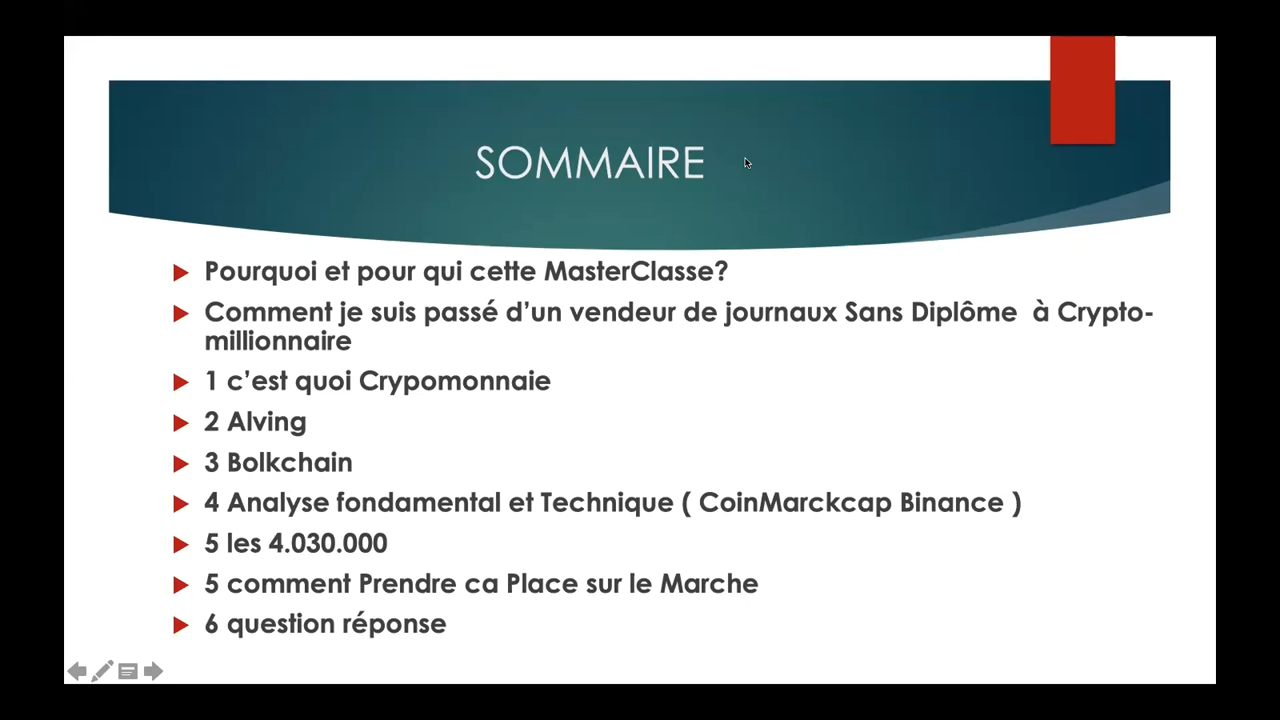 SOMMAIRE
Pourquoi et pour qui cette MasterClasse?
Comment je suis passé d'un vendeur de journaux Sans Diplôme à Crypto-
millionnaire
1 c'est quoi Crypomonnaie
2 Alving
3 Bolkchain
4 Analyse fondamental et Technique ( CoinMarckcap Binance )
5 les 4.030.000
5 comment Prendre ca Place sur le Marche
6 question réponse